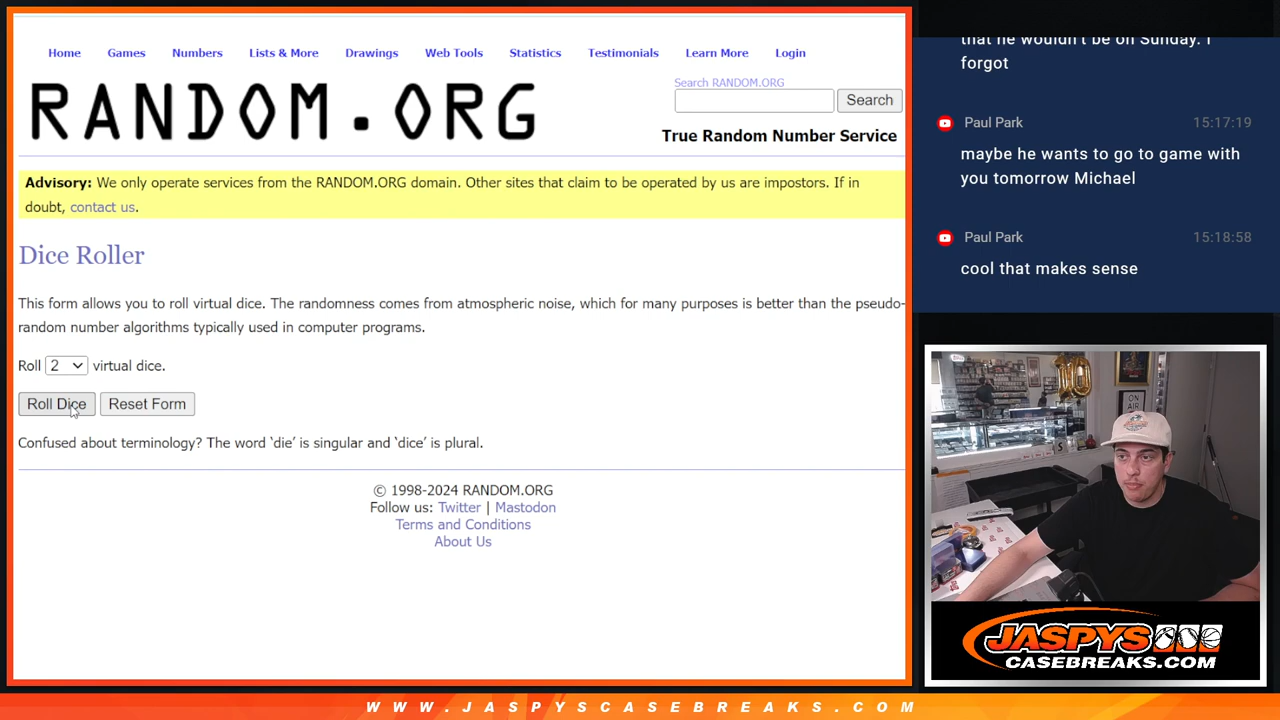 Home Games Numbers Lists & More Drawings Web Tools Statistics Testimonials Learn More Login
RANDOM.ORG
Search RANDOM.ORG
Search
True Random Number Service
Advisory: We only operate services from the RANDOM.ORG domain. Other sites that claim to be operated by us are impostors. If in
doubt, contact us.
Dice Roller
This form allows you to roll virtual dice. The randomness comes from atmospheric noise, which for many purposes is better than the pseudo-
random number algorithms typically used in computer programs.
Roll 2 virtual dice.
Roll Dice Reset Form
Confused about terminology? The word ‘die’ is singular and ‘dice’ is plural.
© 1998-2024 RANDOM.ORG
Follow us: Twitter | Mastodon
Terms and Conditions
About Us
that he wouldn't be on Sunday. I
forgot
Paul Park 15:17:19
maybe he wants to go to game with
you tomorrow Michael
Paul Park 15:18:58
cool that makes sense
10
ON
AIR
JASPYS
CASEBREAKS.COM
WWW.JASPYSCASEBREAKS.COM